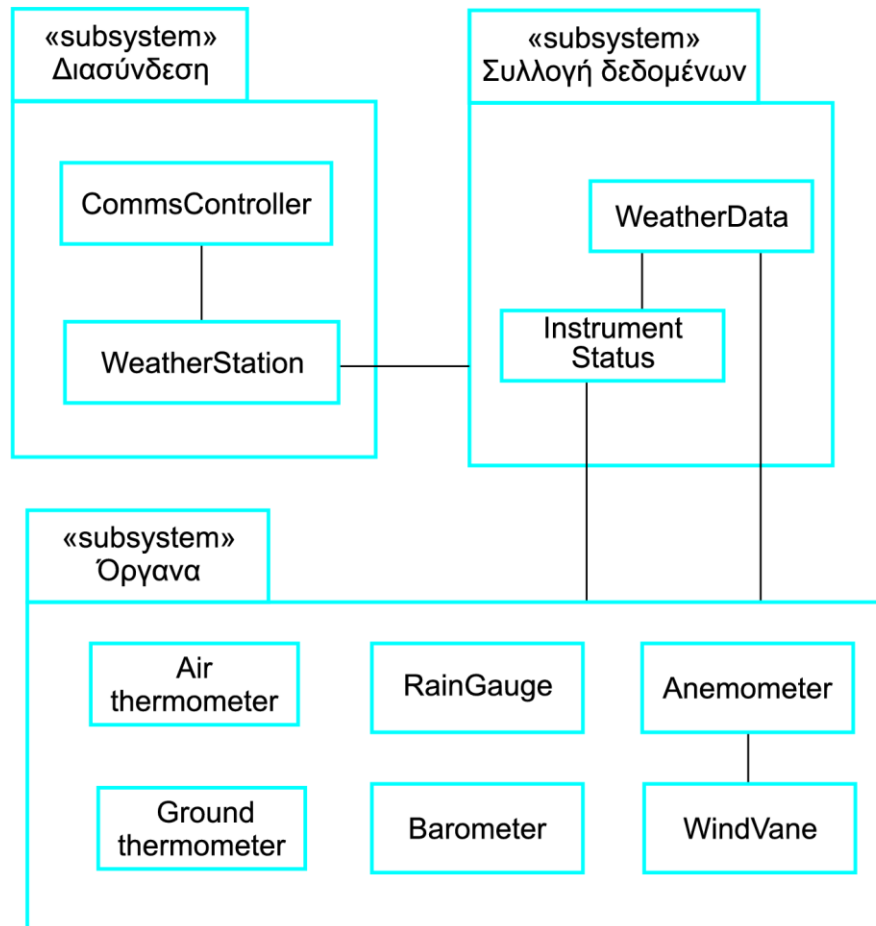 «subsystem»
Διασύνδεση
CommsController
WeatherStation
«subsystem»
Συλλογή δεδομένων
WeatherData
Instrument
Status
«subsystem»
Όργανα
Air
thermometer
RainGauge
Anemometer
Ground
thermometer
Barometer
WindVane